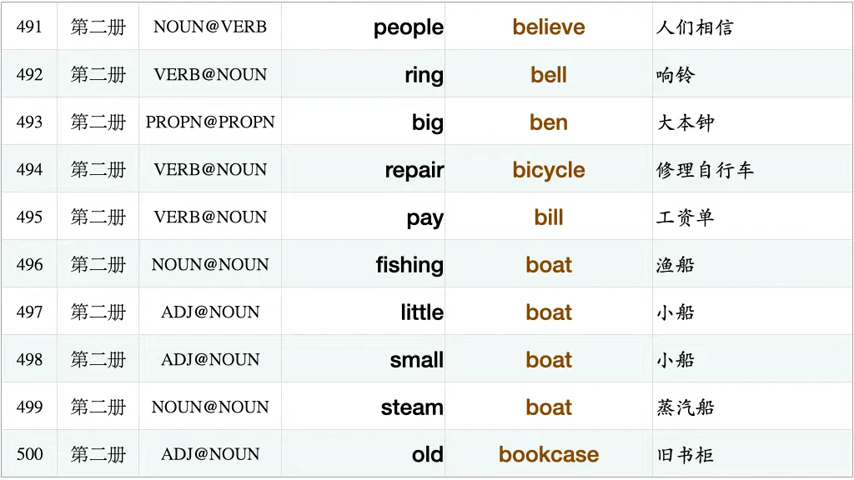 491 第二册 NOUN@VERB people believe 人们相信
492 第二册 VERB@NOUN ring bell 响铃
493 第二册 PROPN@PROPN big ben 大本钟
494 第二册 VERB@NOUN repair bicycle 修理自行车
495 第二册 VERB@NOUN pay bill 工资单
496 第二册 NOUN@NOUN fishing boat 渔船
497 第二册 ADJ@NOUN little boat 小船
498 第二册 ADJ@NOUN small boat 小船
499 第二册 NOUN@NOUN steam boat 蒸汽船
500 第二册 ADJ@NOUN old bookcase 旧书柜